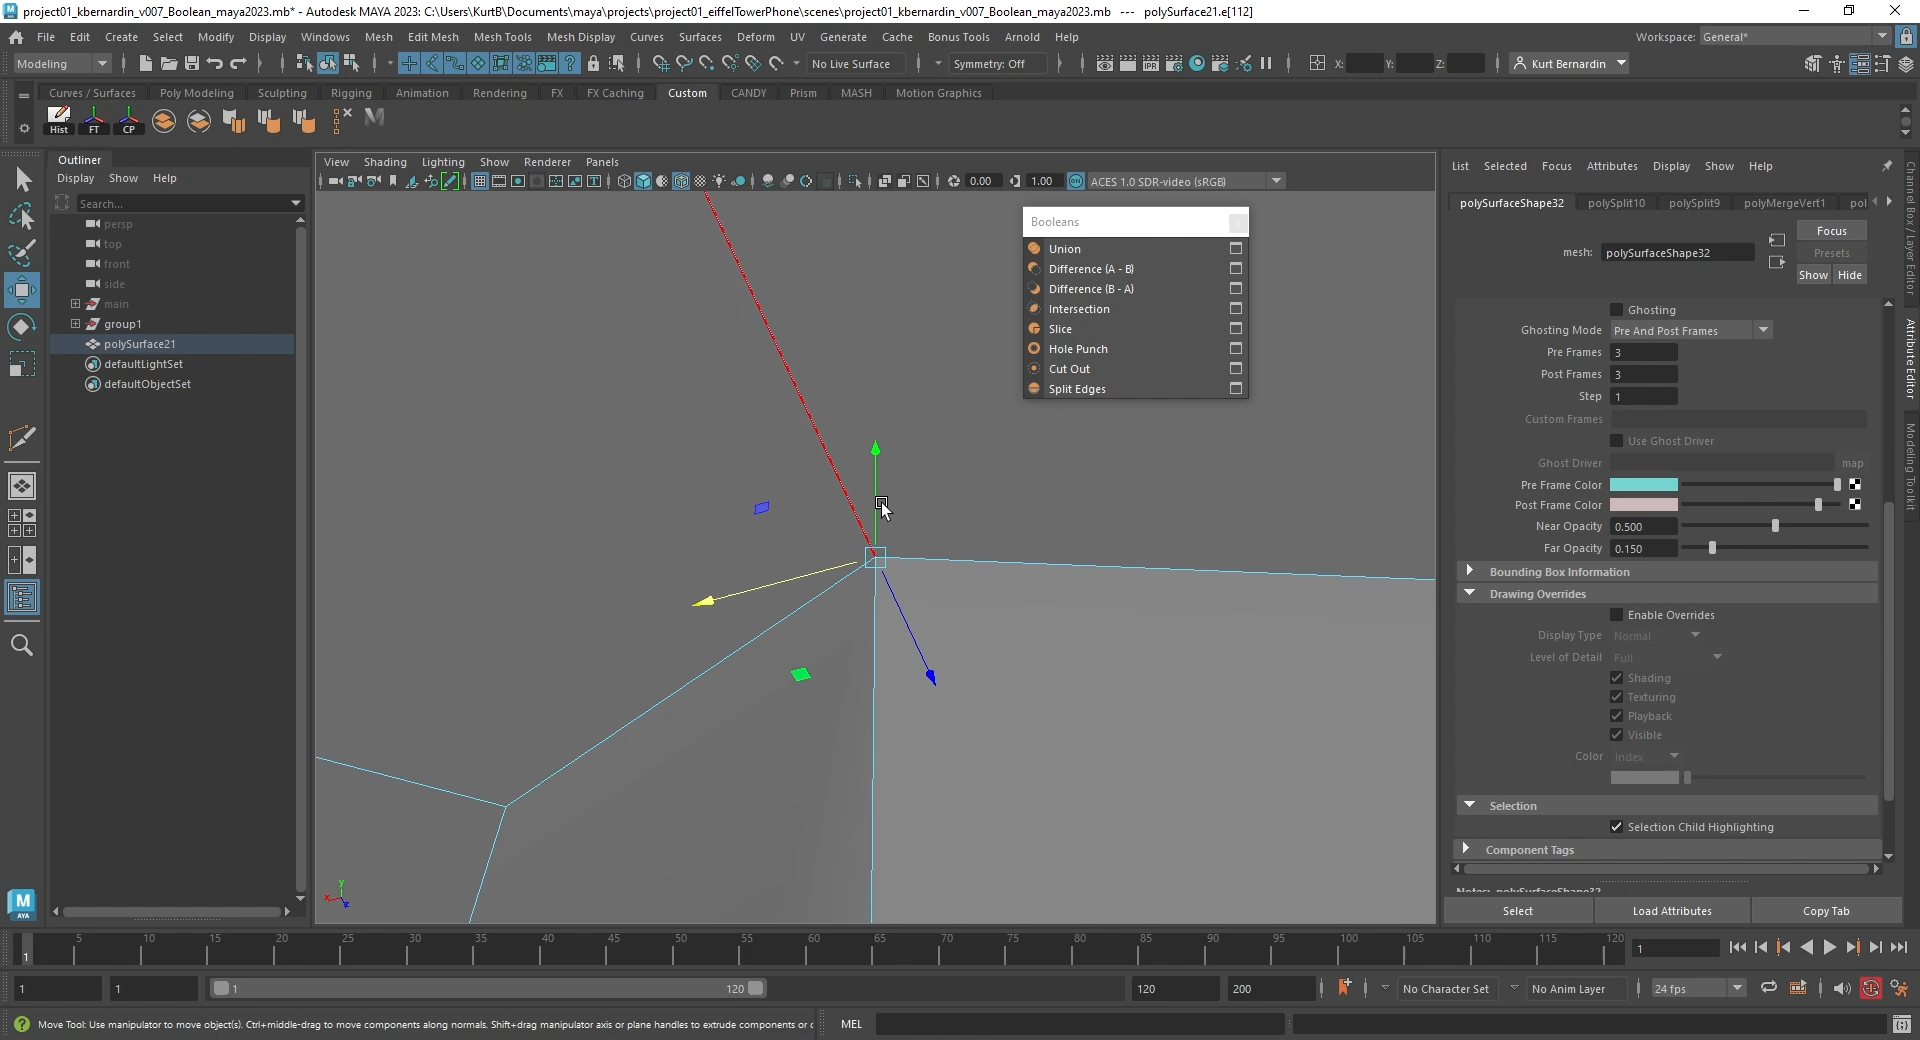 project01_kbernardin_v007_Boolean_maya2023.mb* - Autodesk MAYA 2023: C:\Users\KurtB\Documents\maya\projects\project01_eiffelTowerPhone\scenes\project01_kbernardin_v007_Boolean_maya2023.mb --- polySurface21.e[112]
File Edit Create Select Modify Display Windows Mesh Edit Mesh Mesh Tools Mesh Display Curves Surfaces Deform UV Generate Cache Bonus Tools Arnold Help Workspace: General*
Modeling No Live Surface Symmetry: Off X: Y: Z: Kurt Bernardin
Curves / Surfaces Poly Modeling Sculpting Rigging Animation Rendering FX FX Caching Custom CANDY Prism MASH Motion Graphics
Hist FT CP
Outliner
Display Show Help
Search...
persp
top
front
side
main
group1
polySurface21
defaultLightSet
defaultObjectSet
View Shading Lighting Show Renderer Panels
0.00 1.00 ACES 1.0 SDR-video (sRGB)
Booleans
Union
Difference (A - B)
Difference (B - A)
Intersection
Slice
Hole Punch
Cut Out
Split Edges
List Selected Focus Attributes Display Show Help
polySurfaceShape32 polySplit10 polySplit9 polyMergeVert1 pol
Focus
mesh: polySurfaceShape32
Presets
Show Hide
Ghosting
Ghosting Mode Pre And Post Frames
Pre Frames 3
Post Frames 3
Step 1
Custom Frames
Use Ghost Driver
Ghost Driver map
Pre Frame Color
Post Frame Color
Near Opacity 0.500
Far Opacity 0.150
Bounding Box Information
Drawing Overrides
Enable Overrides
Display Type Normal
Level of Detail Full
Shading
Texturing
Playback
Visible
Color Index
Selection
Selection Child Highlighting
Component Tags
Notes: polySurfaceShape32
Select Load Attributes Copy Tab
Channel Box / Layer Editor
Attribute Editor
Modeling Toolkit
5 10 15 20 25 30 35 40 45 50 55 60 65 70 75 80 85 90 95 100 105 110 115 120
1 1
1 1 1 120 120 200 No Character Set No Anim Layer 24 fps
Move Tool: Use manipulator to move object(s). Ctrl+middle-drag to move components along normals. Shift+drag manipulator axis or plane handles to extrude components or c MEL